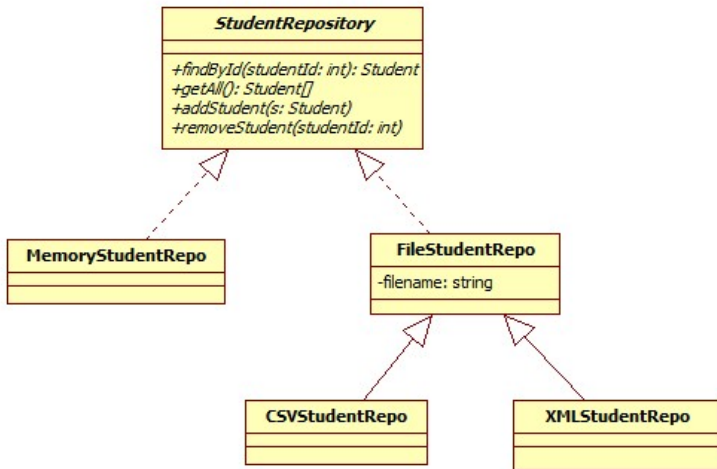 StudentRepository
+findById(studentId: int): Student
+getAll(): Student[]
+addStudent(s: Student)
+removeStudent(studentId: int)
MemoryStudentRepo
FileStudentRepo
-filename: string
CSVStudentRepo
XMLStudentRepo